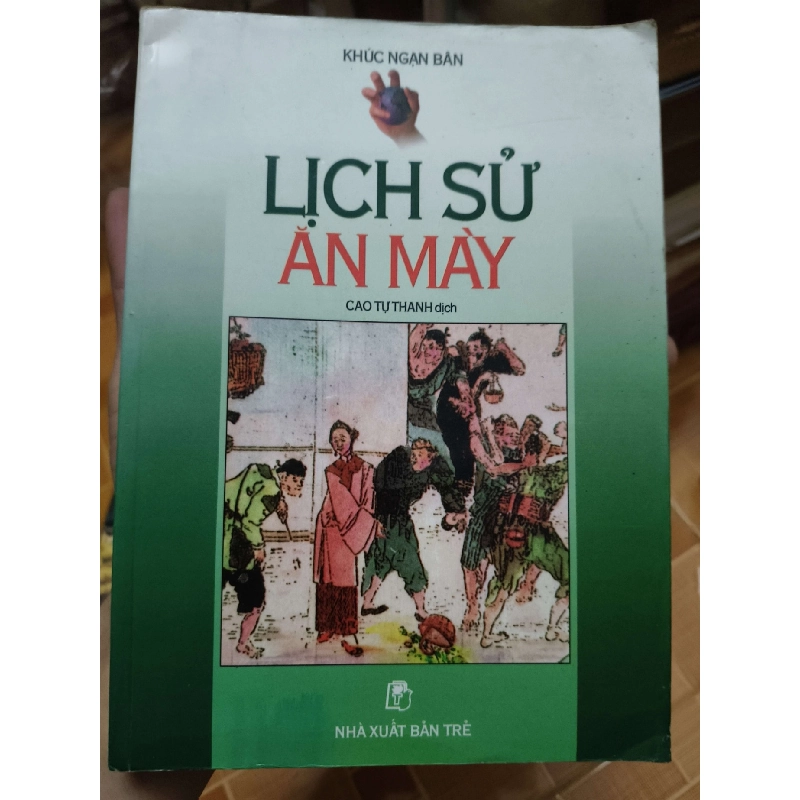 KHÚC NGẠN BÂN
LỊCH SỬ
ĂN MÀY
CAO TỰ THANH dịch
NHÀ XUẤT BẢN TRẺ